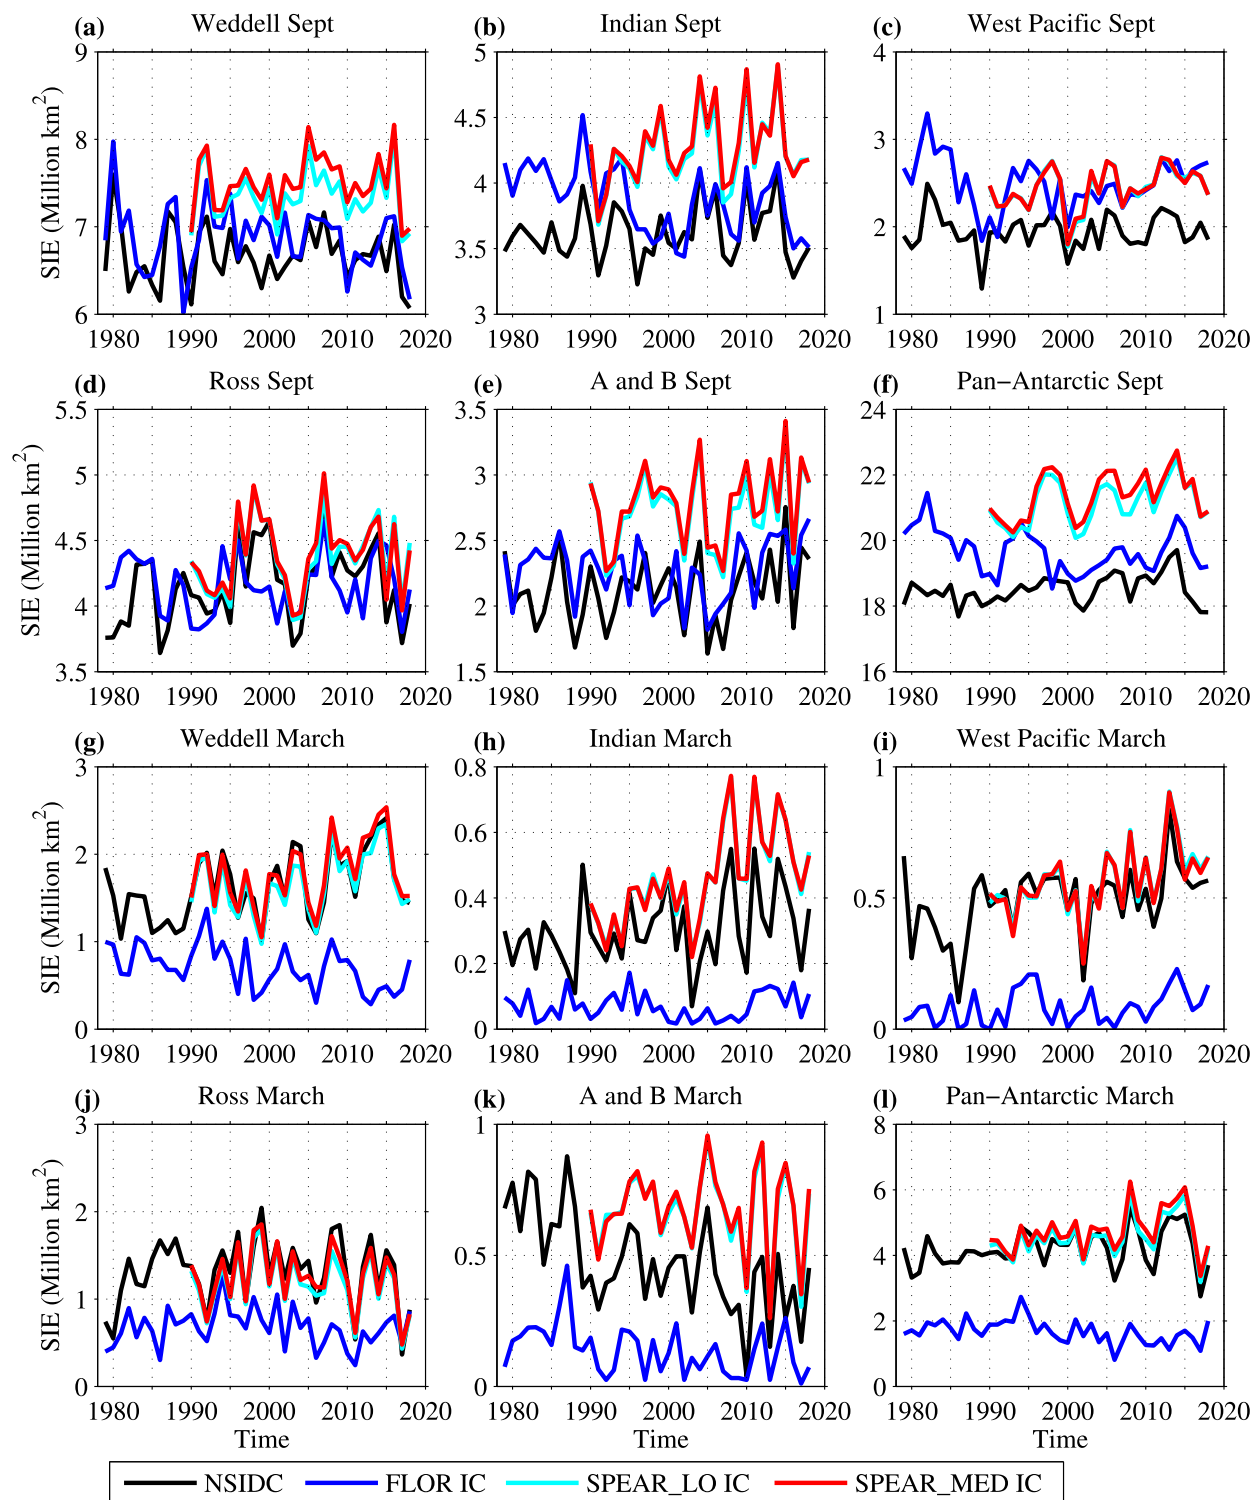 (a) Weddell Sept
(b) Indian Sept
(c) West Pacific Sept
SIE (Million km²)
9
8
7
6
1980 1990 2000 2010 2020
5
4.5
4
3.5
3
1980 1990 2000 2010 2020
4
3
2
1
1980 1990 2000 2010 2020
(d) Ross Sept
(e) A and B Sept
(f) Pan−Antarctic Sept
SIE (Million km²)
5.5
5
4.5
4
3.5
1980 1990 2000 2010 2020
3.5
3
2.5
2
1.5
1980 1990 2000 2010 2020
24
22
20
18
16
1980 1990 2000 2010 2020
(g) Weddell March
(h) Indian March
(i) West Pacific March
SIE (Million km²)
3
2
1
0
1980 1990 2000 2010 2020
0.8
0.6
0.4
0.2
0
1980 1990 2000 2010 2020
1
0.5
0
1980 1990 2000 2010 2020
(j) Ross March
(k) A and B March
(l) Pan−Antarctic March
SIE (Million km²)
3
2
1
0
1980 1990 2000 2010 2020
Time
1
0.5
0
1980 1990 2000 2010 2020
Time
8
6
4
2
0
1980 1990 2000 2010 2020
Time
NSIDC FLOR IC SPEAR_LO IC SPEAR_MED IC